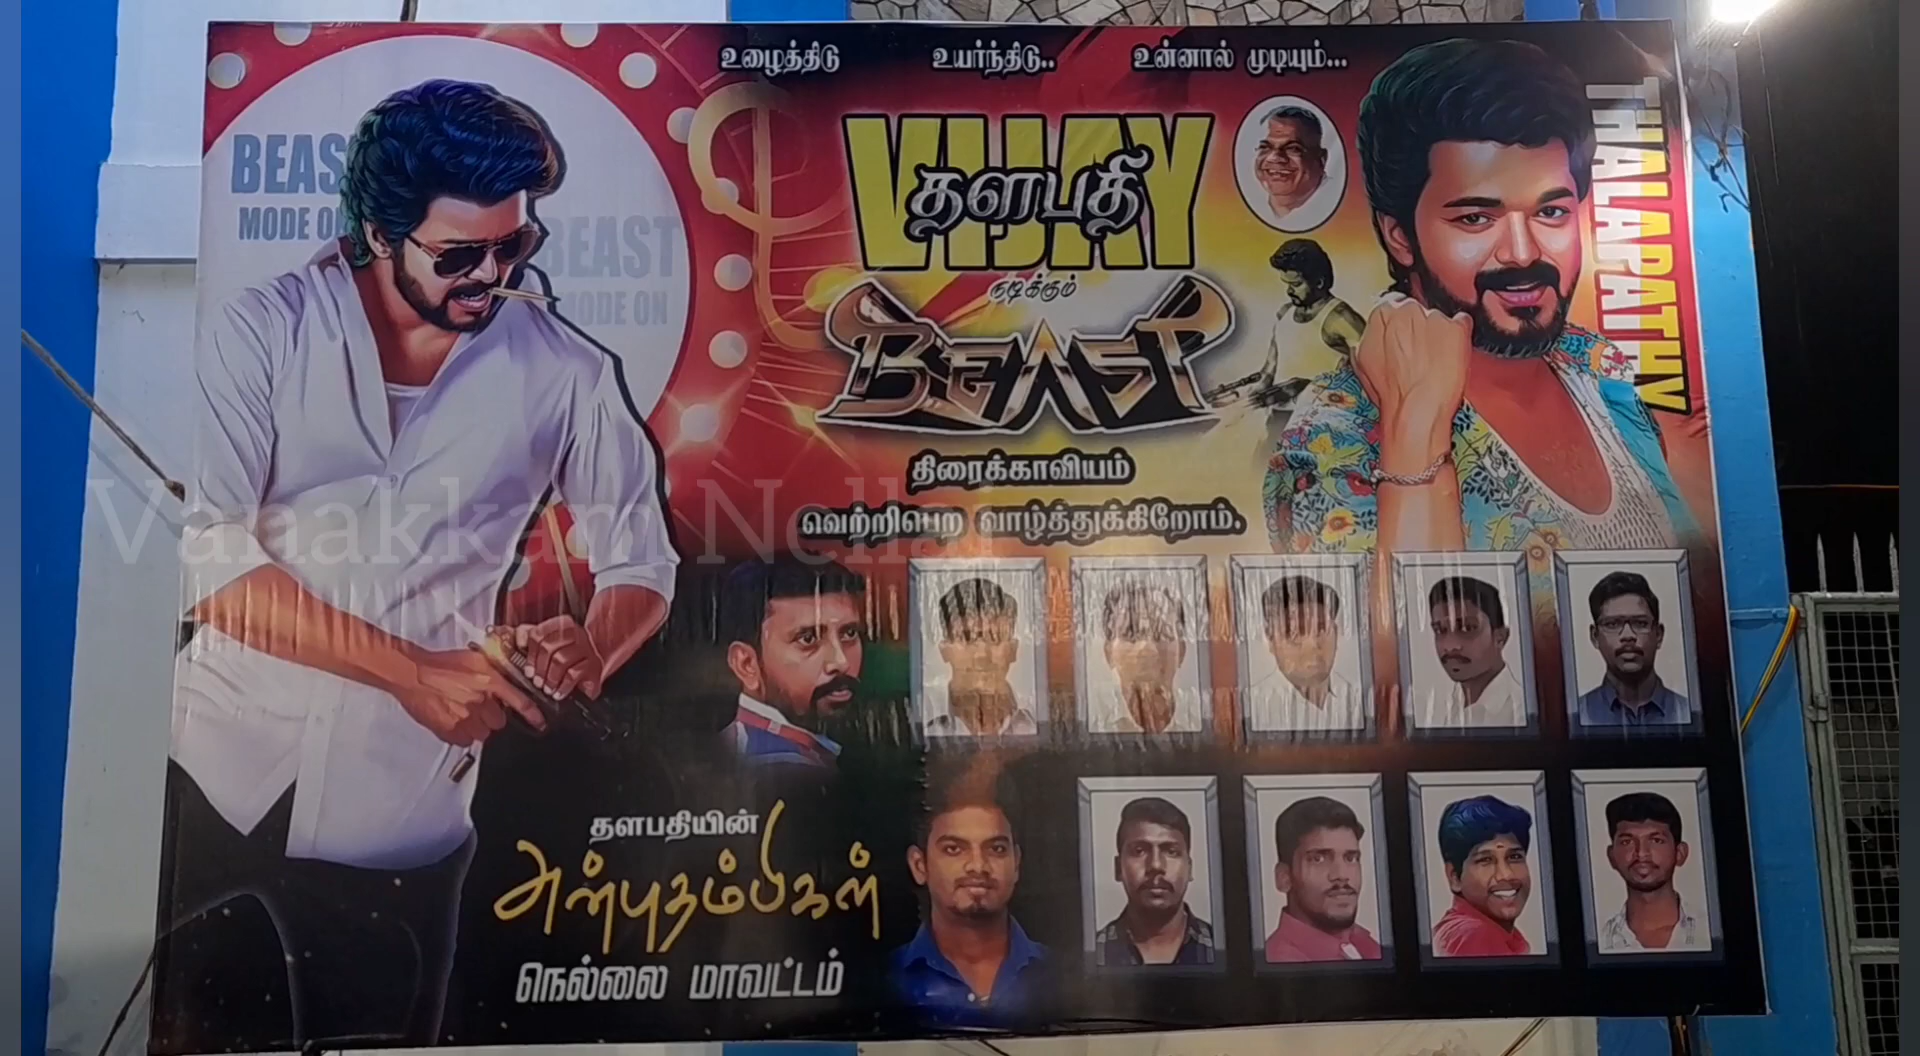 உழைத்திடு உயர்ந்திடு.. உன்னால் முடியும்...
VIJAY
தளபதி
நடிக்கும்
BEAST
திரைக்காவியம்
வெற்றிபெற வாழ்த்துக்கிறோம்.
BEAST
MODE ON
BEAST
MODE ON
THALAPATHY
THALAPATHY
Vanakkam Nellai
தளபதியின்
அன்புதம்பிகள்
நெல்லை மாவட்டம்